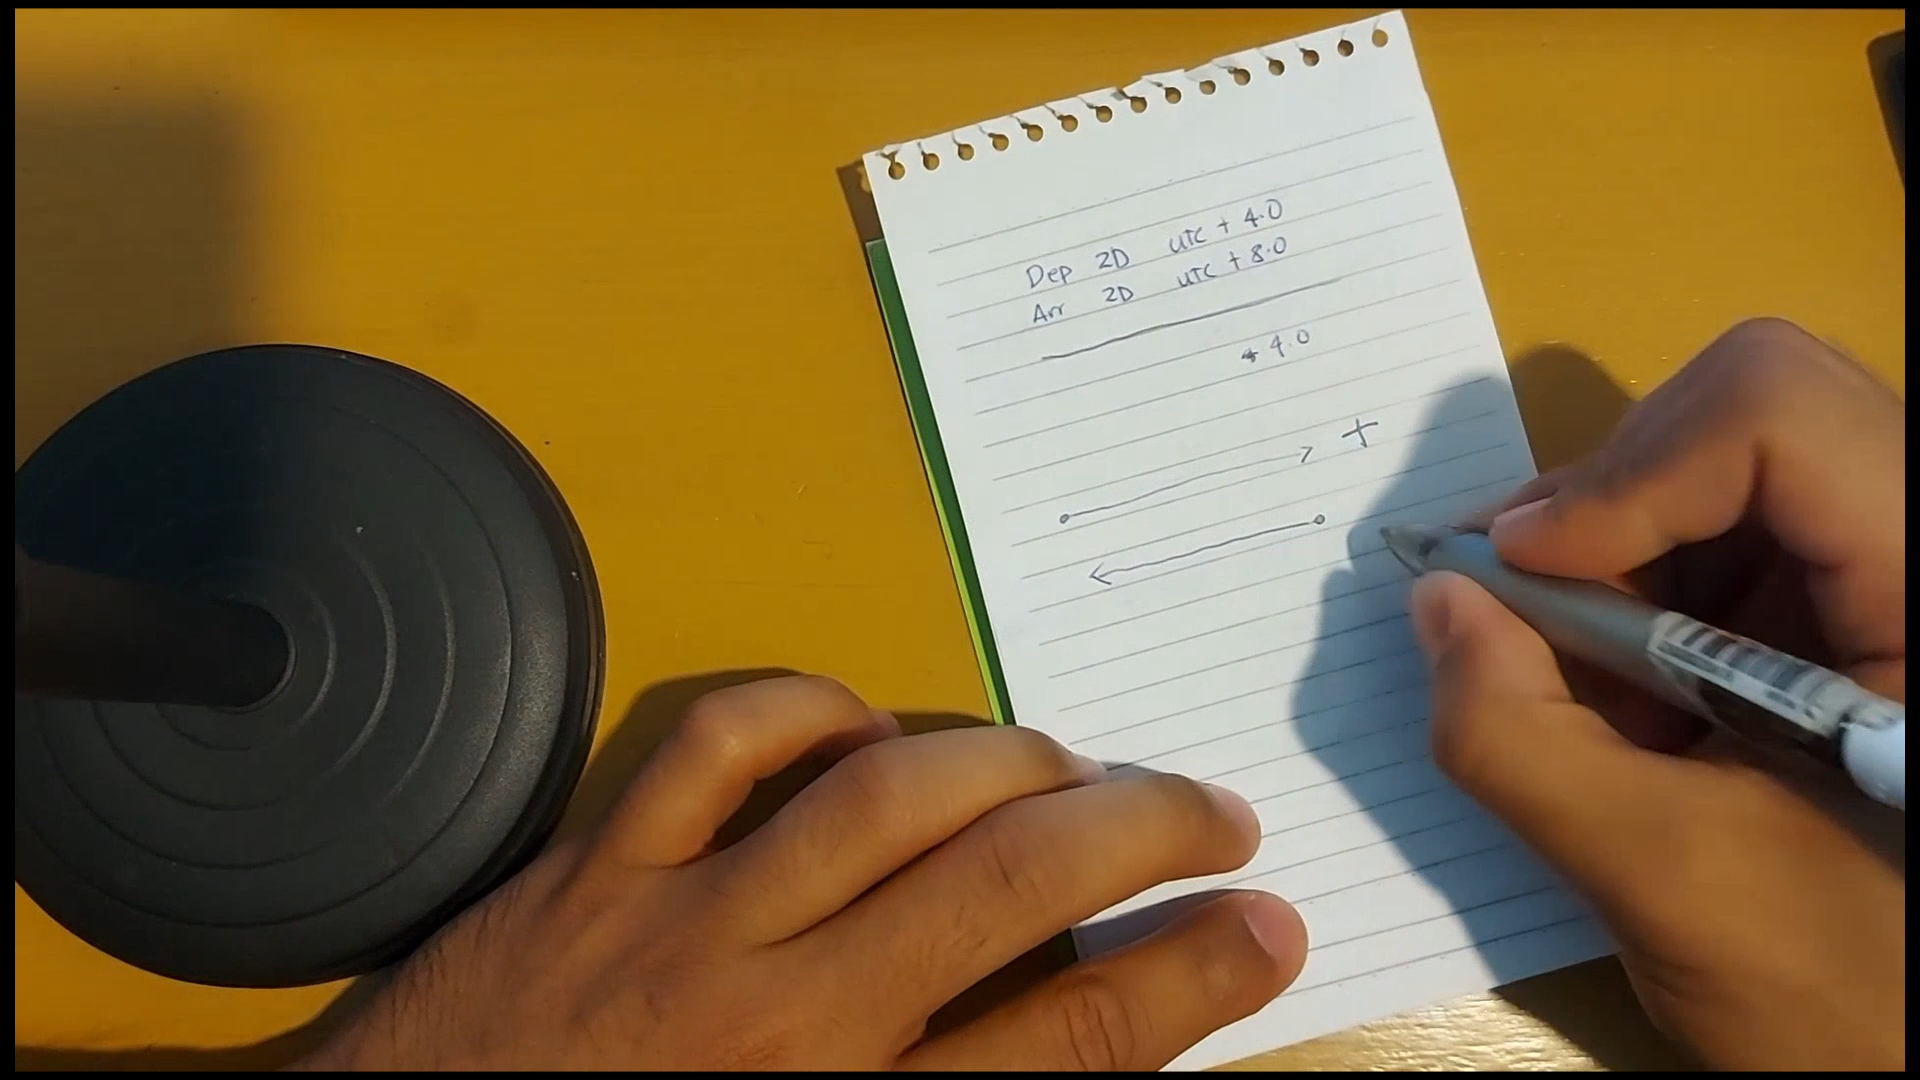 Dep 2D UTC + 4.0
Arr 2D UTC + 8.0
+ 4.0
+